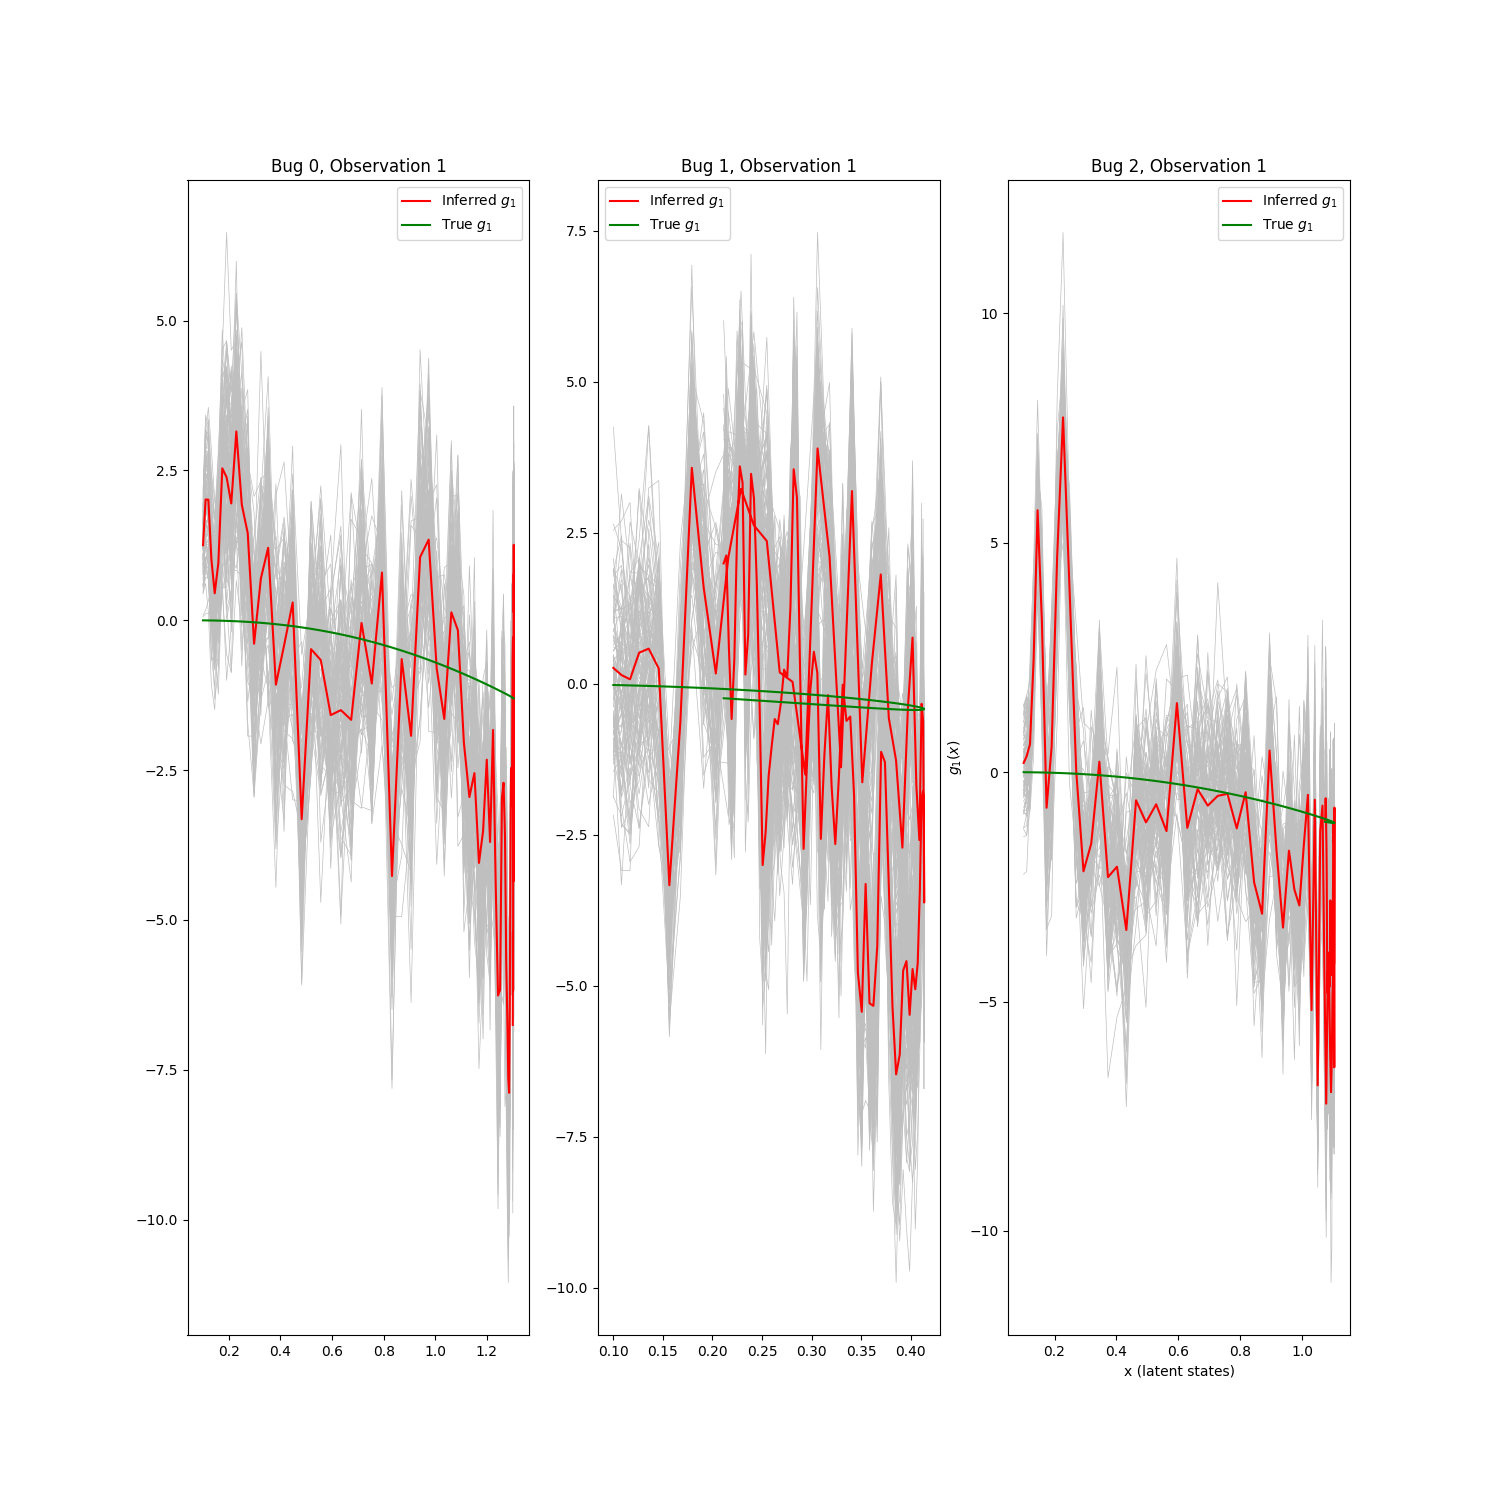 Bug 0, Observation 1
Inferred g₁
True g₁
5.0
2.5
0.0
−2.5
−5.0
−7.5
−10.0
0.2 0.4 0.6 0.8 1.0 1.2
Bug 1, Observation 1
Inferred g₁
True g₁
7.5
5.0
2.5
0.0
−2.5
−5.0
−7.5
−10.0
0.10 0.15 0.20 0.25 0.30 0.35 0.40
Bug 2, Observation 1
Inferred g₁
True g₁
g₁(x)
10
5
0
−5
−10
0.2 0.4 0.6 0.8 1.0
x (latent states)